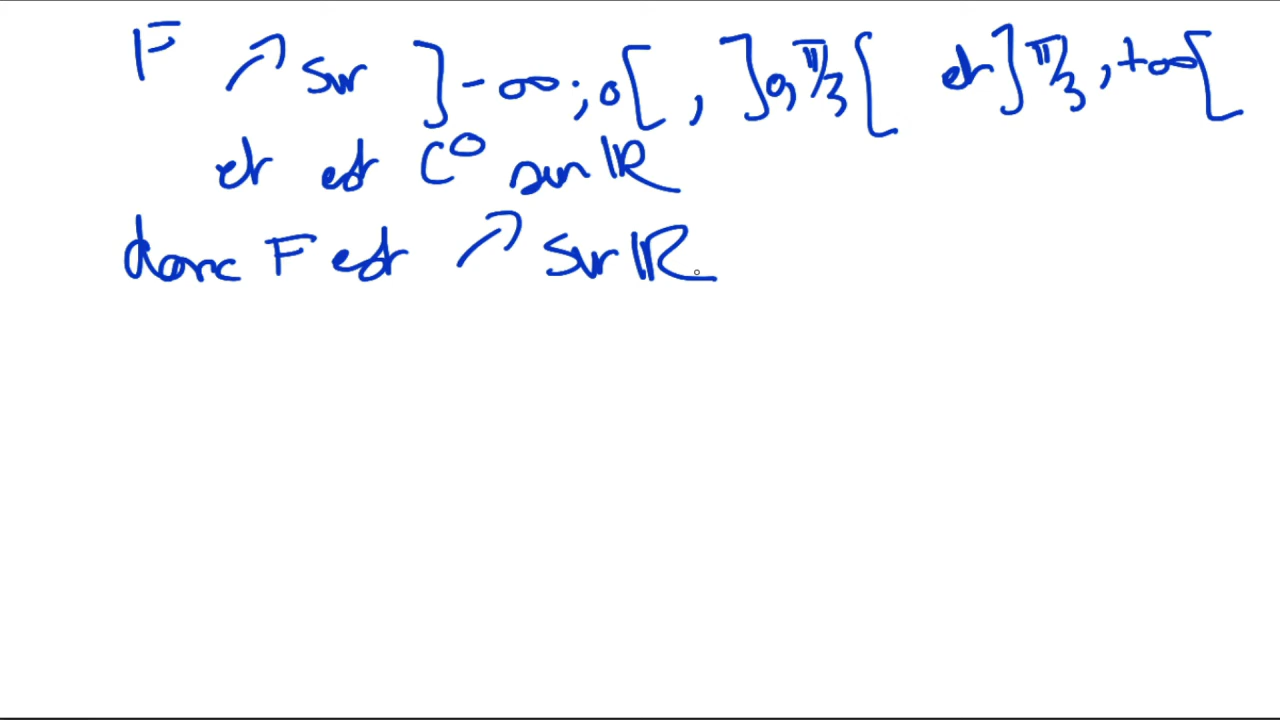 F ↗ sur ]-∞;0[ , ]0,π/3[ et ]π/3,+∞[
et est C⁰ sur ℝ
donc F est ↗ sur ℝ